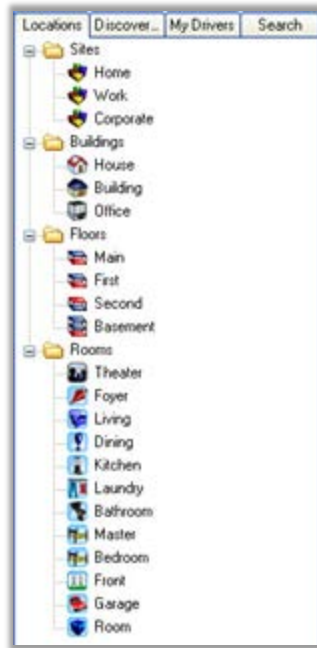 Locations Discover... My Drivers Search
Sites
Home
Work
Corporate
Buildings
House
Building
Office
Floors
Main
First
Second
Basement
Rooms
Theater
Foyer
Living
Dining
Kitchen
Laundry
Bathroom
Master
Bedroom
Front
Garage
Room